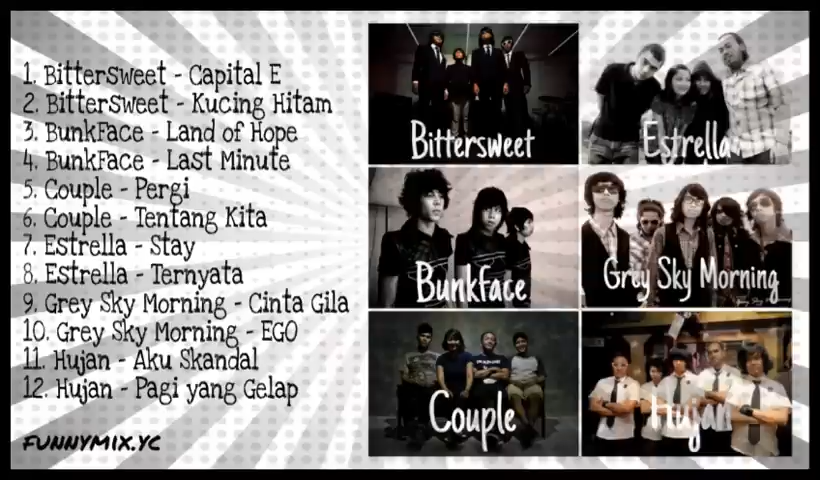 1. Bittersweet - Capital E
2. Bittersweet - Kucing Hitam
3. BunkFace - Land of Hope
4. BunkFace - Last Minute
5. Couple - Pergi
6. Couple - Tentang Kita
7. Estrella - Stay
8. Estrella - Ternyata
9. Grey Sky Morning - Cinta Gila
10. Grey Sky Morning - EGO
11. Hujan - Aku Skandal
12. Hujan - Pagi yang Gelap
FUNNYMIX.YC
Bittersweet
Estrella
Bunkface
Grey Sky Morning
Grey Sky Morning
Couple
Hujan